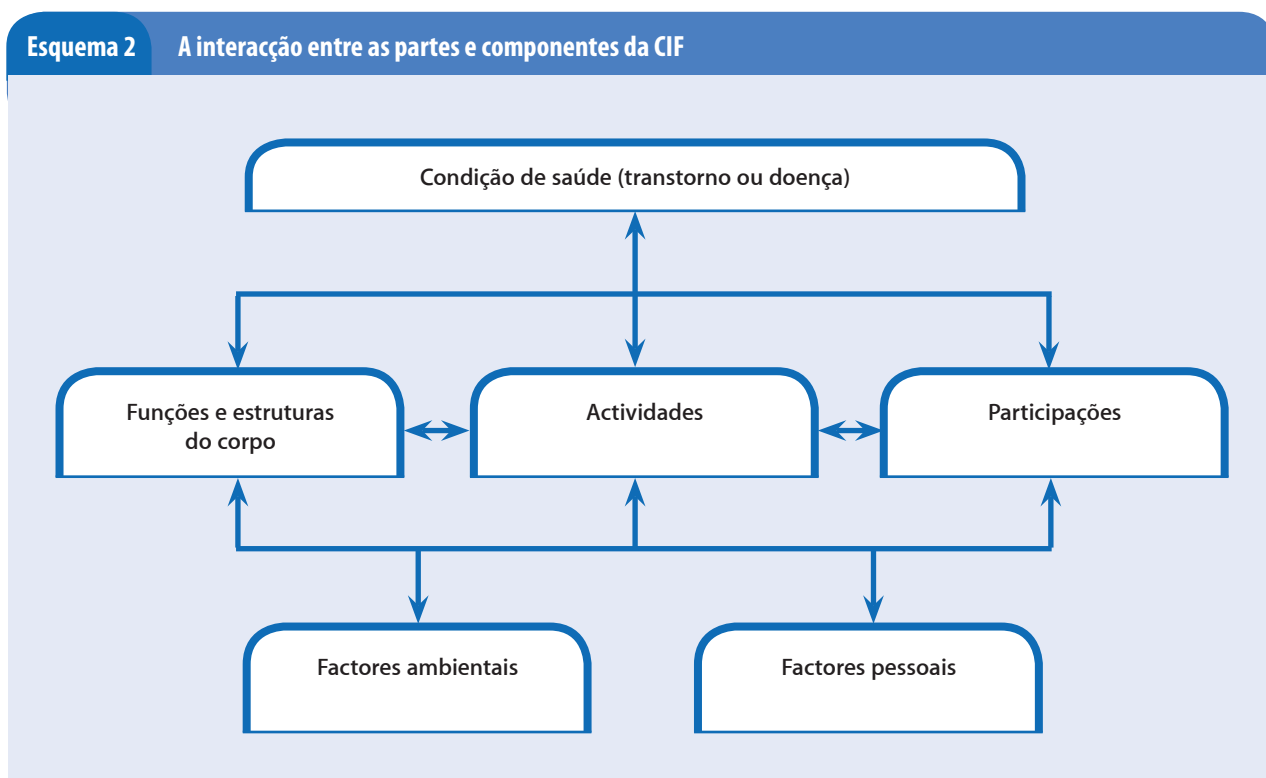 Esquema 2 A interacção entre as partes e componentes da CIF
Condição de saúde (transtorno ou doença)
Funções e estruturas
do corpo
Actividades
Participações
Factores ambientais
Factores pessoais